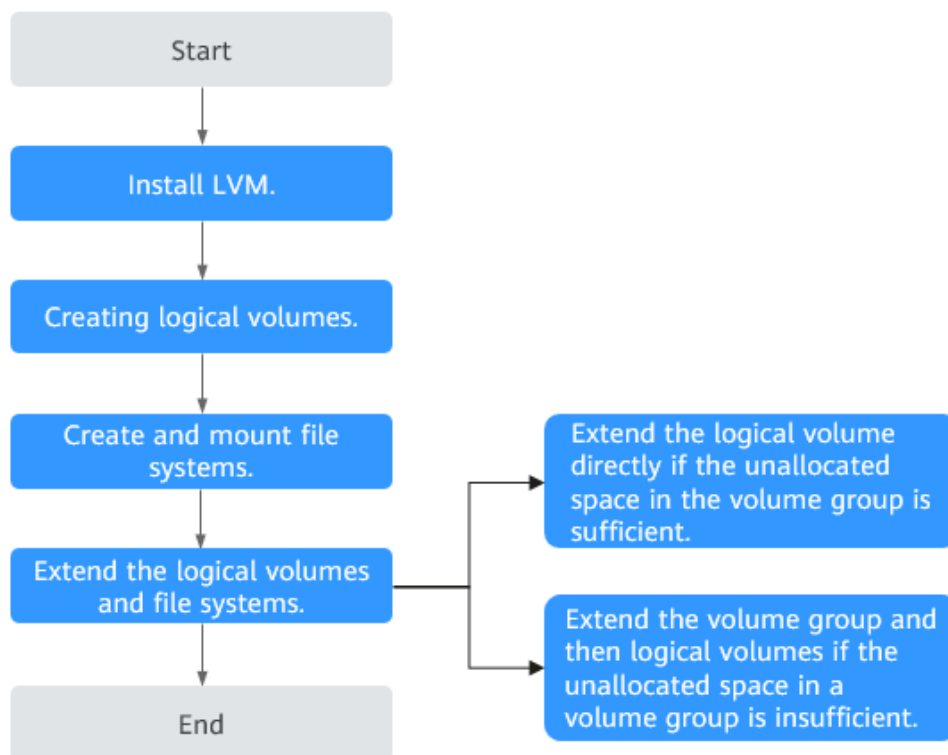 Start
Install LVM.
Creating logical volumes.
Create and mount file
systems.
Extend the logical volumes
and file systems.
End
Extend the logical volume
directly if the unallocated
space in the volume group is
sufficient.
Extend the volume group and
then logical volumes if the
unallocated space in a
volume group is insufficient.